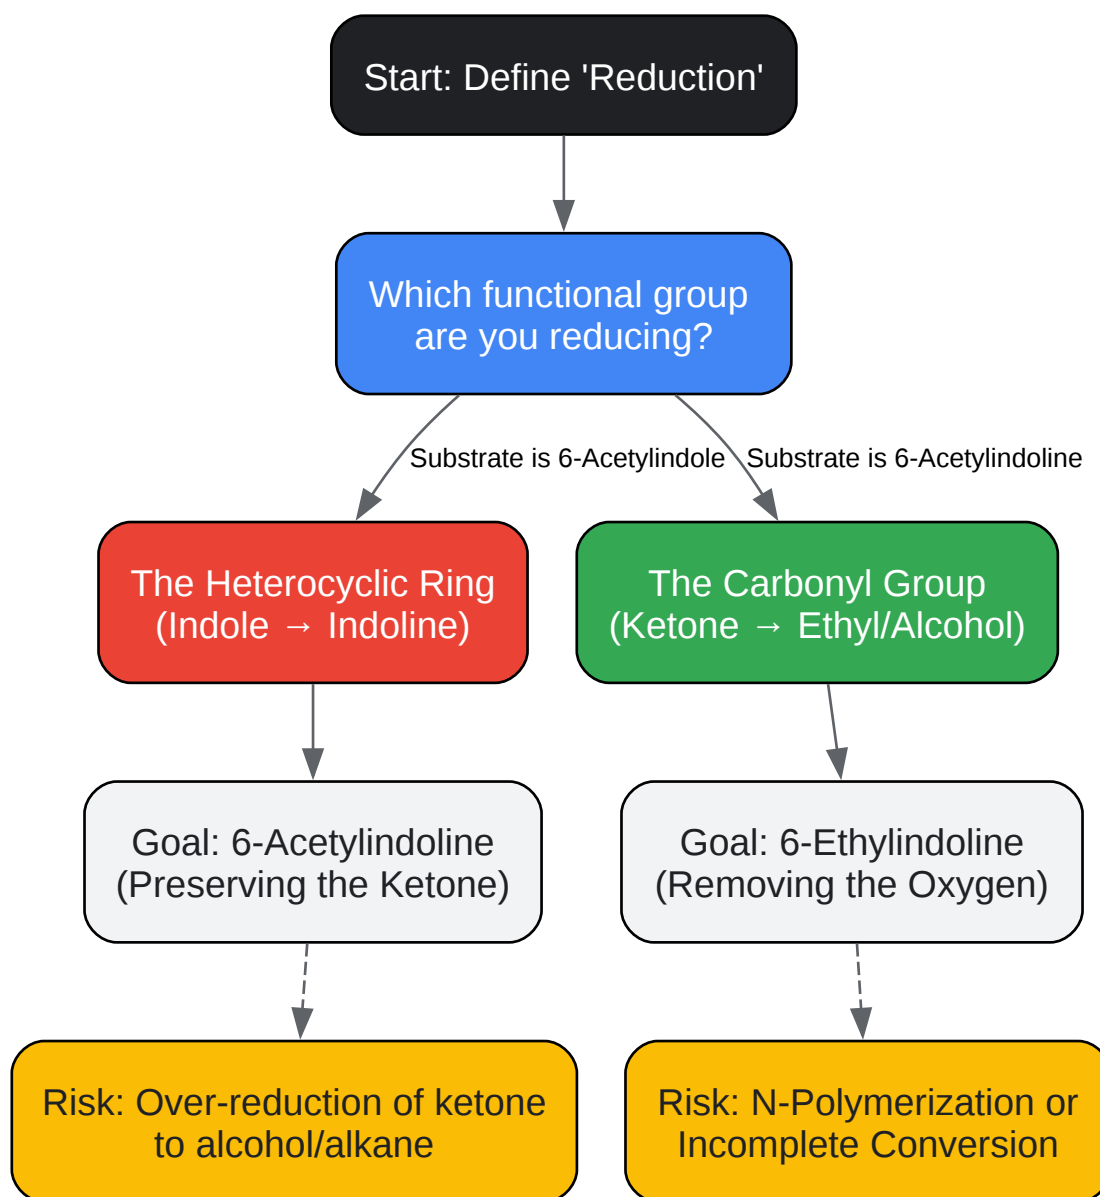 Start: Define 'Reduction'
Which functional group
are you reducing?
Substrate is 6-Acetylindole
Substrate is 6-Acetylindoline
The Heterocyclic Ring
(Indole → Indoline)
The Carbonyl Group
(Ketone → Ethyl/Alcohol)
Goal: 6-Acetylindoline
(Preserving the Ketone)
Goal: 6-Ethylindoline
(Removing the Oxygen)
Risk: Over-reduction of ketone
to alcohol/alkane
Risk: N-Polymerization or
Incomplete Conversion